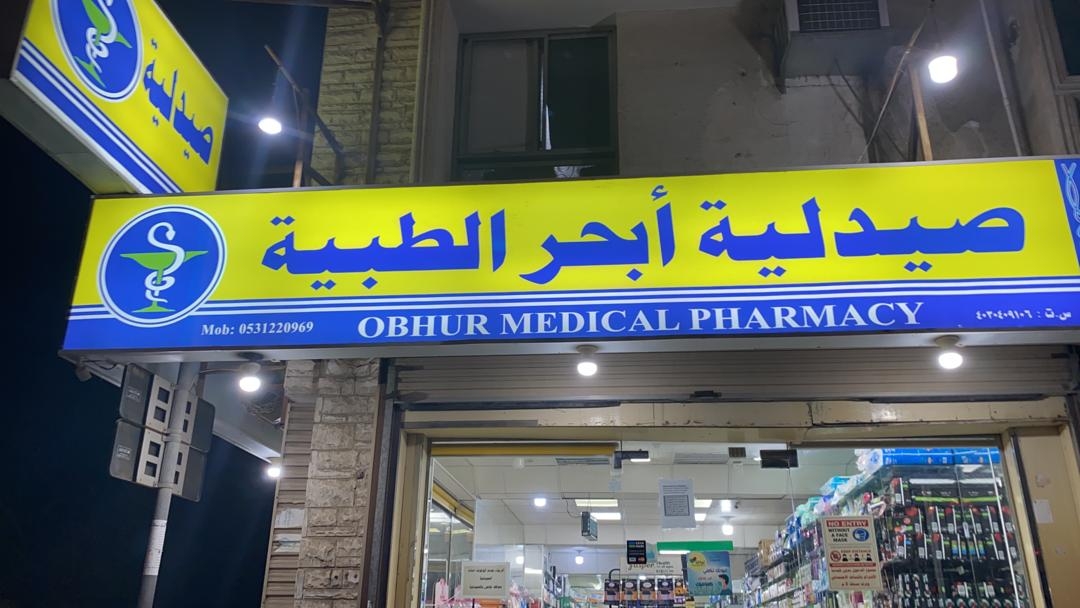 صيدلية
صيدلية أبحر الطبية
Mob: 0531220969
OBHUR MEDICAL PHARMACY
س.ت : ٤٠٣٠٤٠٩١٠٦
NO ENTRY
WITHOUT
A FACE
MASK